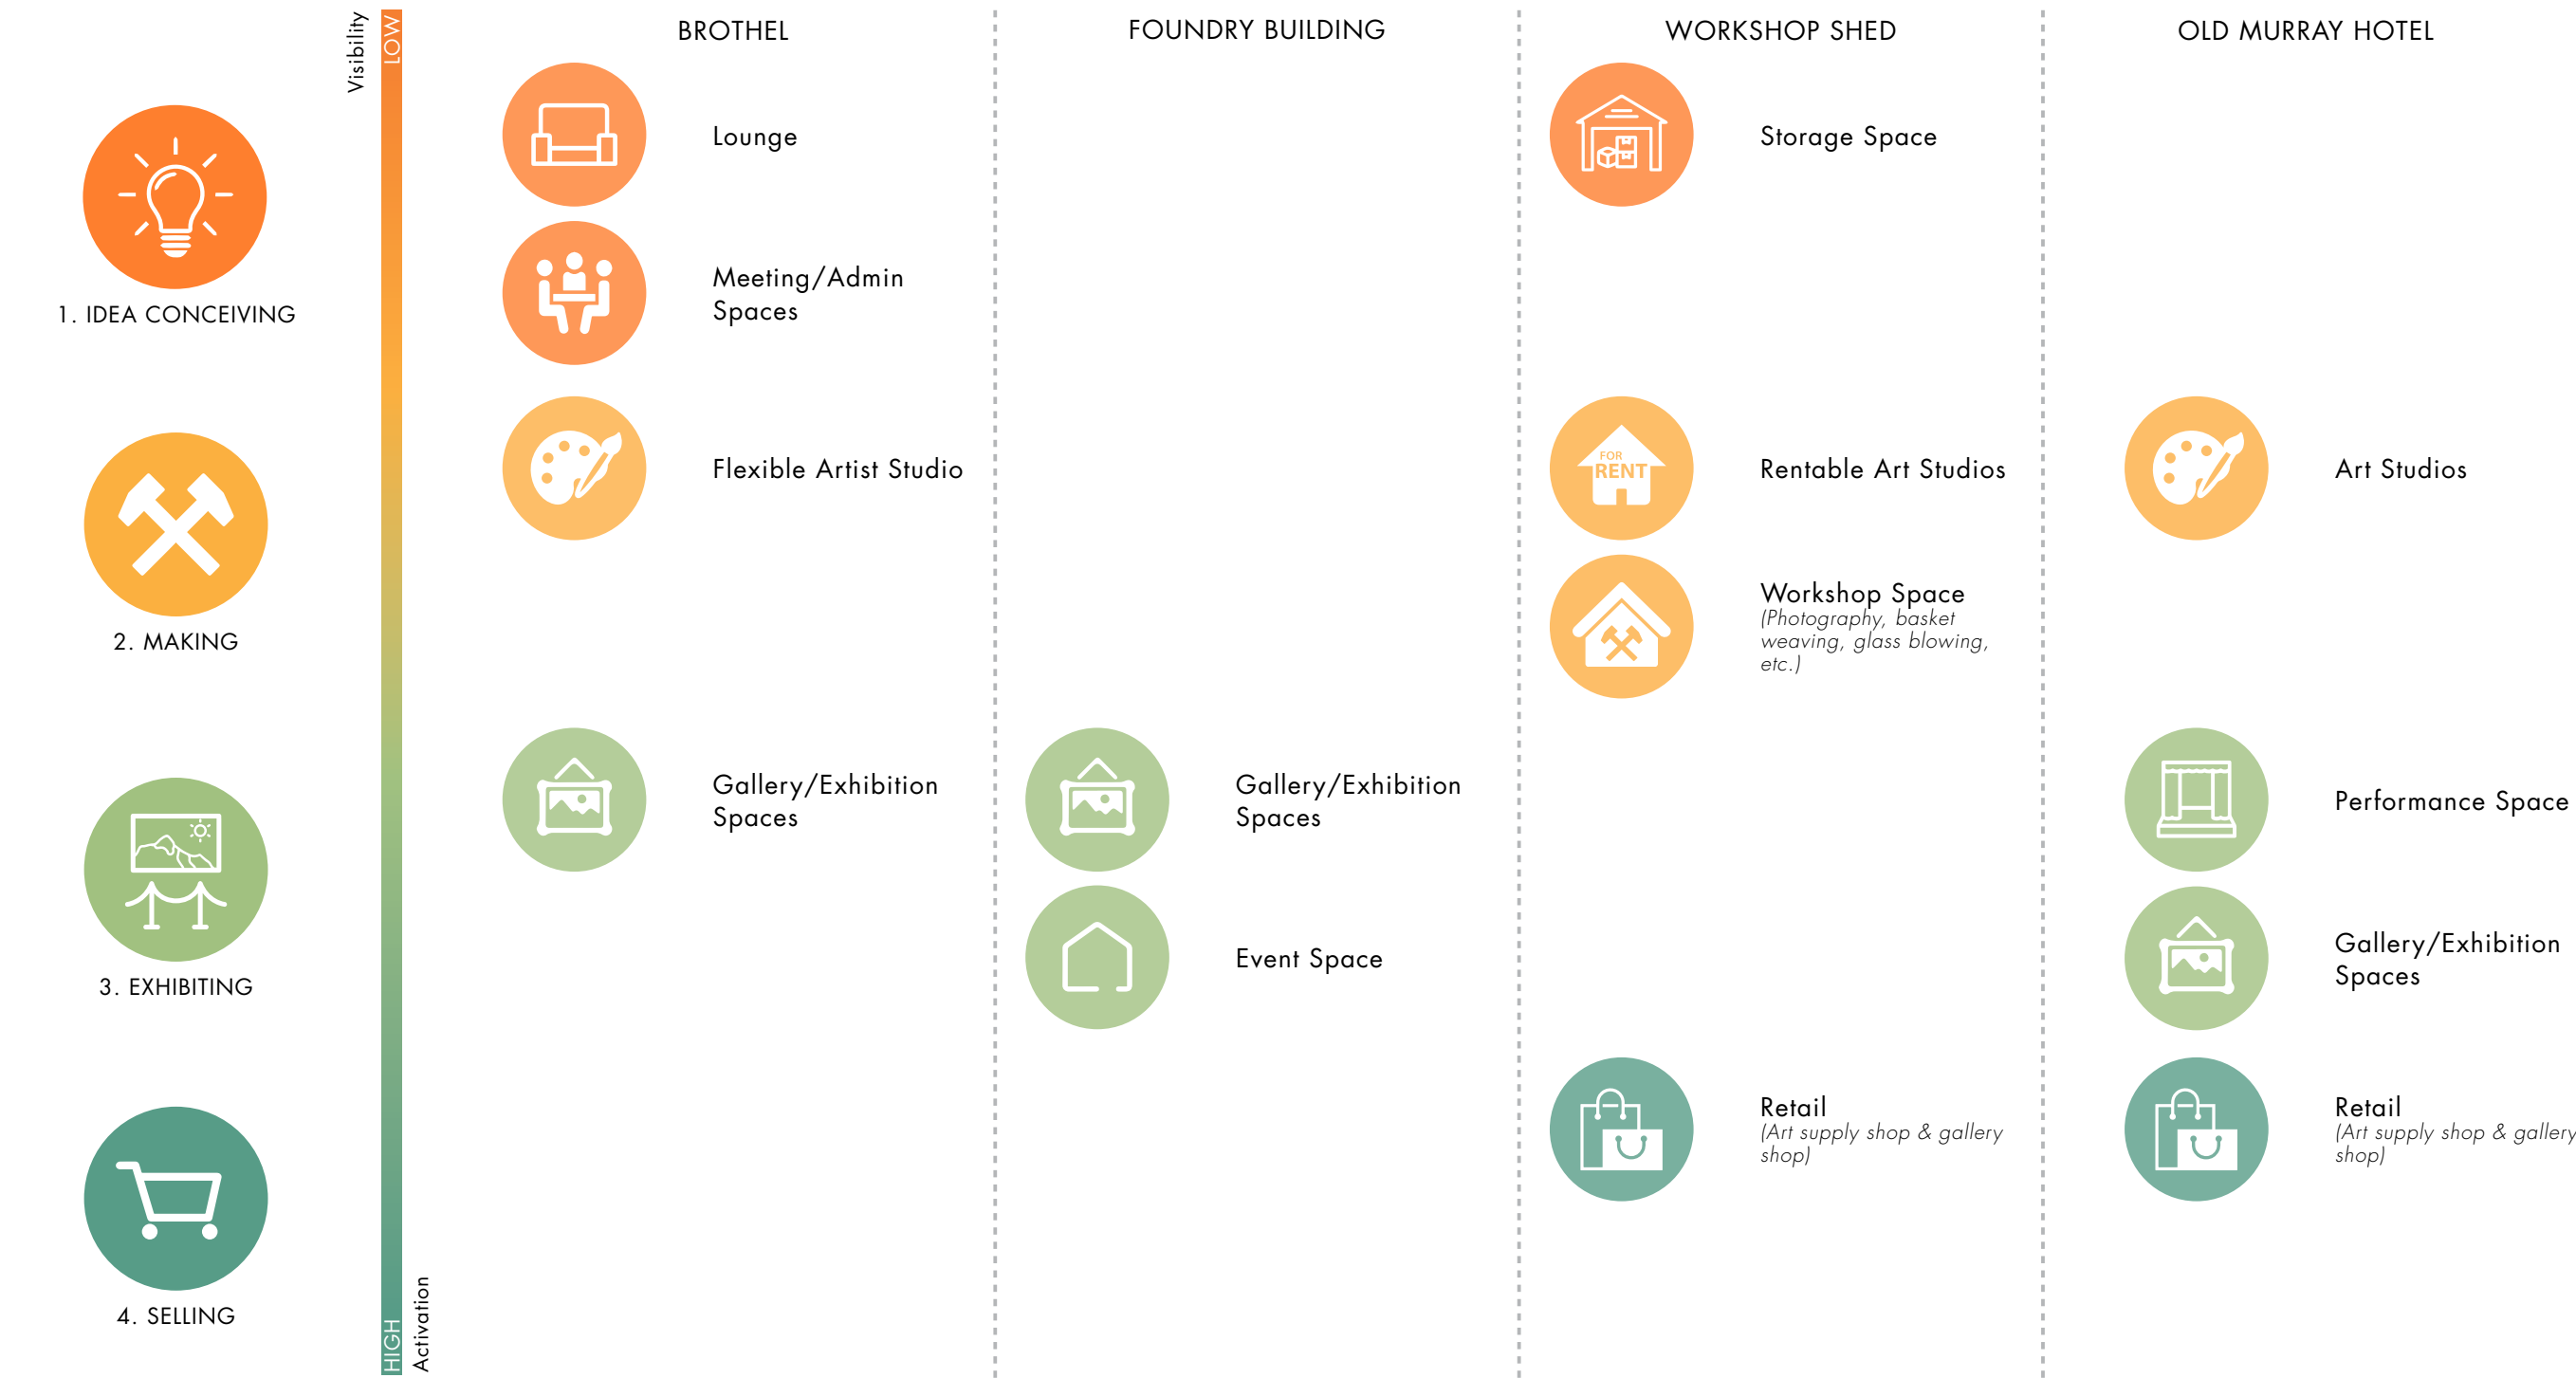 Visibility
LOW
BROTHEL
FOUNDRY BUILDING
WORKSHOP SHED
OLD MURRAY HOTEL
1. IDEA CONCEIVING
Lounge
Storage Space
Meeting/Admin
Spaces
2. MAKING
Flexible Artist Studio
FOR
RENT
Rentable Art Studios
Art Studios
Workshop Space
(Photography, basket
weaving, glass blowing,
etc.)
3. EXHIBITING
Gallery/Exhibition
Spaces
Gallery/Exhibition
Spaces
Performance Space
Event Space
Gallery/Exhibition
Spaces
4. SELLING
Retail
(Art supply shop & gallery
shop)
Retail
(Art supply shop & gallery
shop)
HIGH
Activation